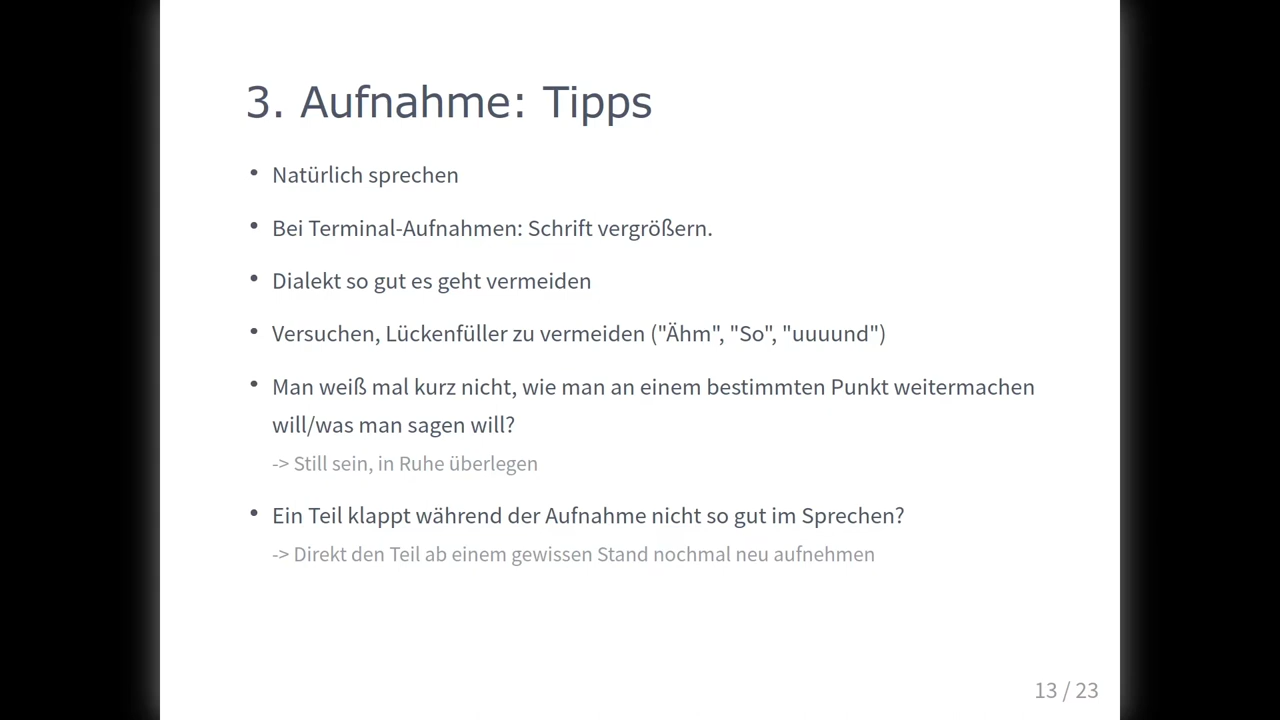 3. Aufnahme: Tipps
• Natürlich sprechen
• Bei Terminal-Aufnahmen: Schrift vergrößern.
• Dialekt so gut es geht vermeiden
• Versuchen, Lückenfüller zu vermeiden ("Ähm", "So", "uuuund")
• Man weiß mal kurz nicht, wie man an einem bestimmten Punkt weitermachen
will/was man sagen will?
-> Still sein, in Ruhe überlegen
• Ein Teil klappt während der Aufnahme nicht so gut im Sprechen?
-> Direkt den Teil ab einem gewissen Stand nochmal neu aufnehmen
13 / 23